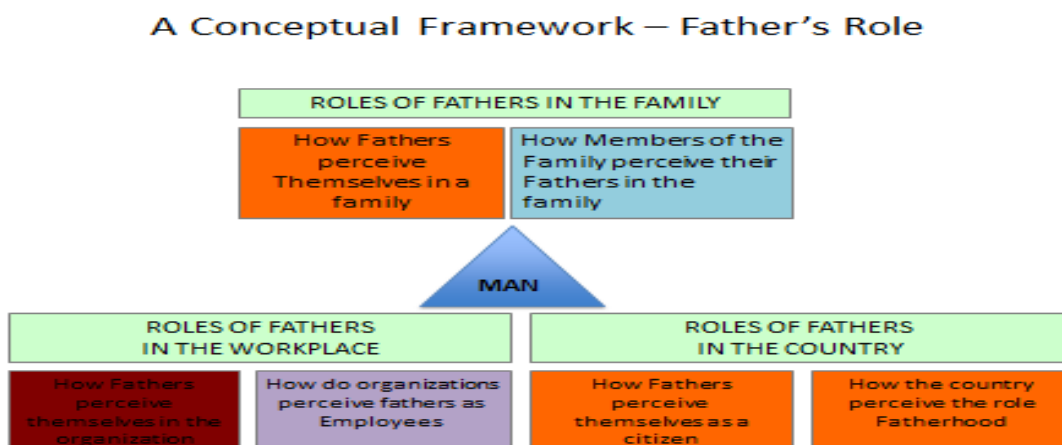 A Conceptual Framework – Father's Role
ROLES OF FATHERS IN THE FAMILY
How Fathers
perceive
Themselves in a
family
How Members of the
Family perceive their
Fathers in the
family
MAN
ROLES OF FATHERS
IN THE WORKPLACE
How Fathers
perceive
themselves in the
organization
How do organizations
perceive fathers as
Employees
ROLES OF FATHERS
IN THE COUNTRY
How Fathers
perceive
themselves as a
citizen
How the country
perceive the role
Fatherhood